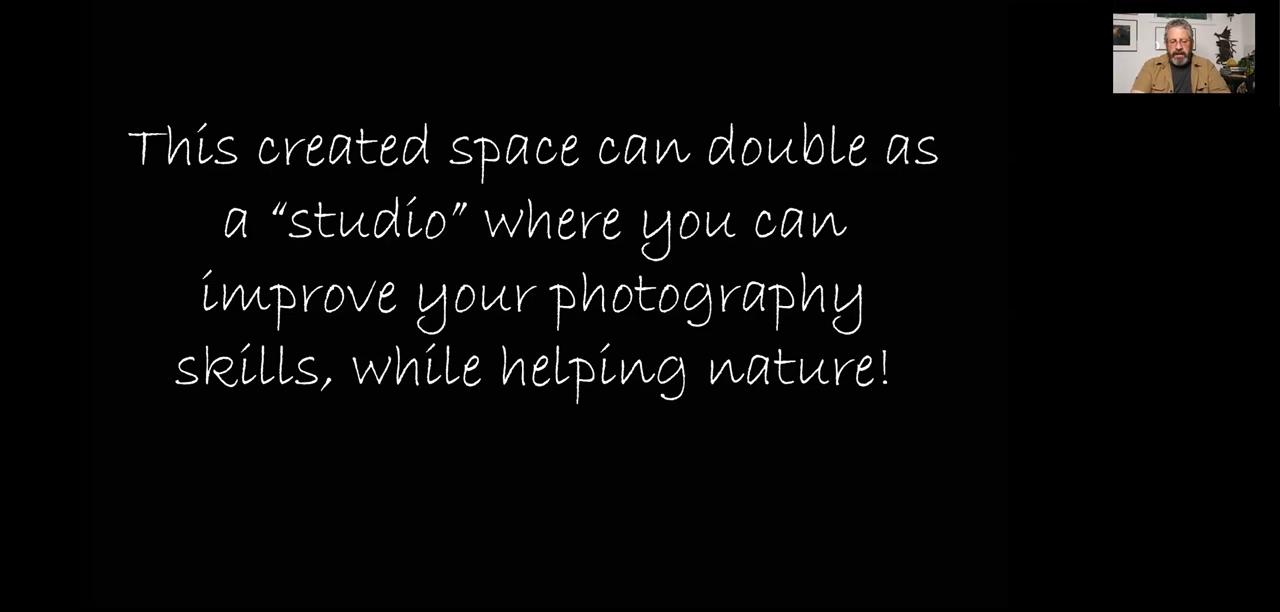 This created space can double as
a “studio” where you can
improve your photography
skills, while helping nature!